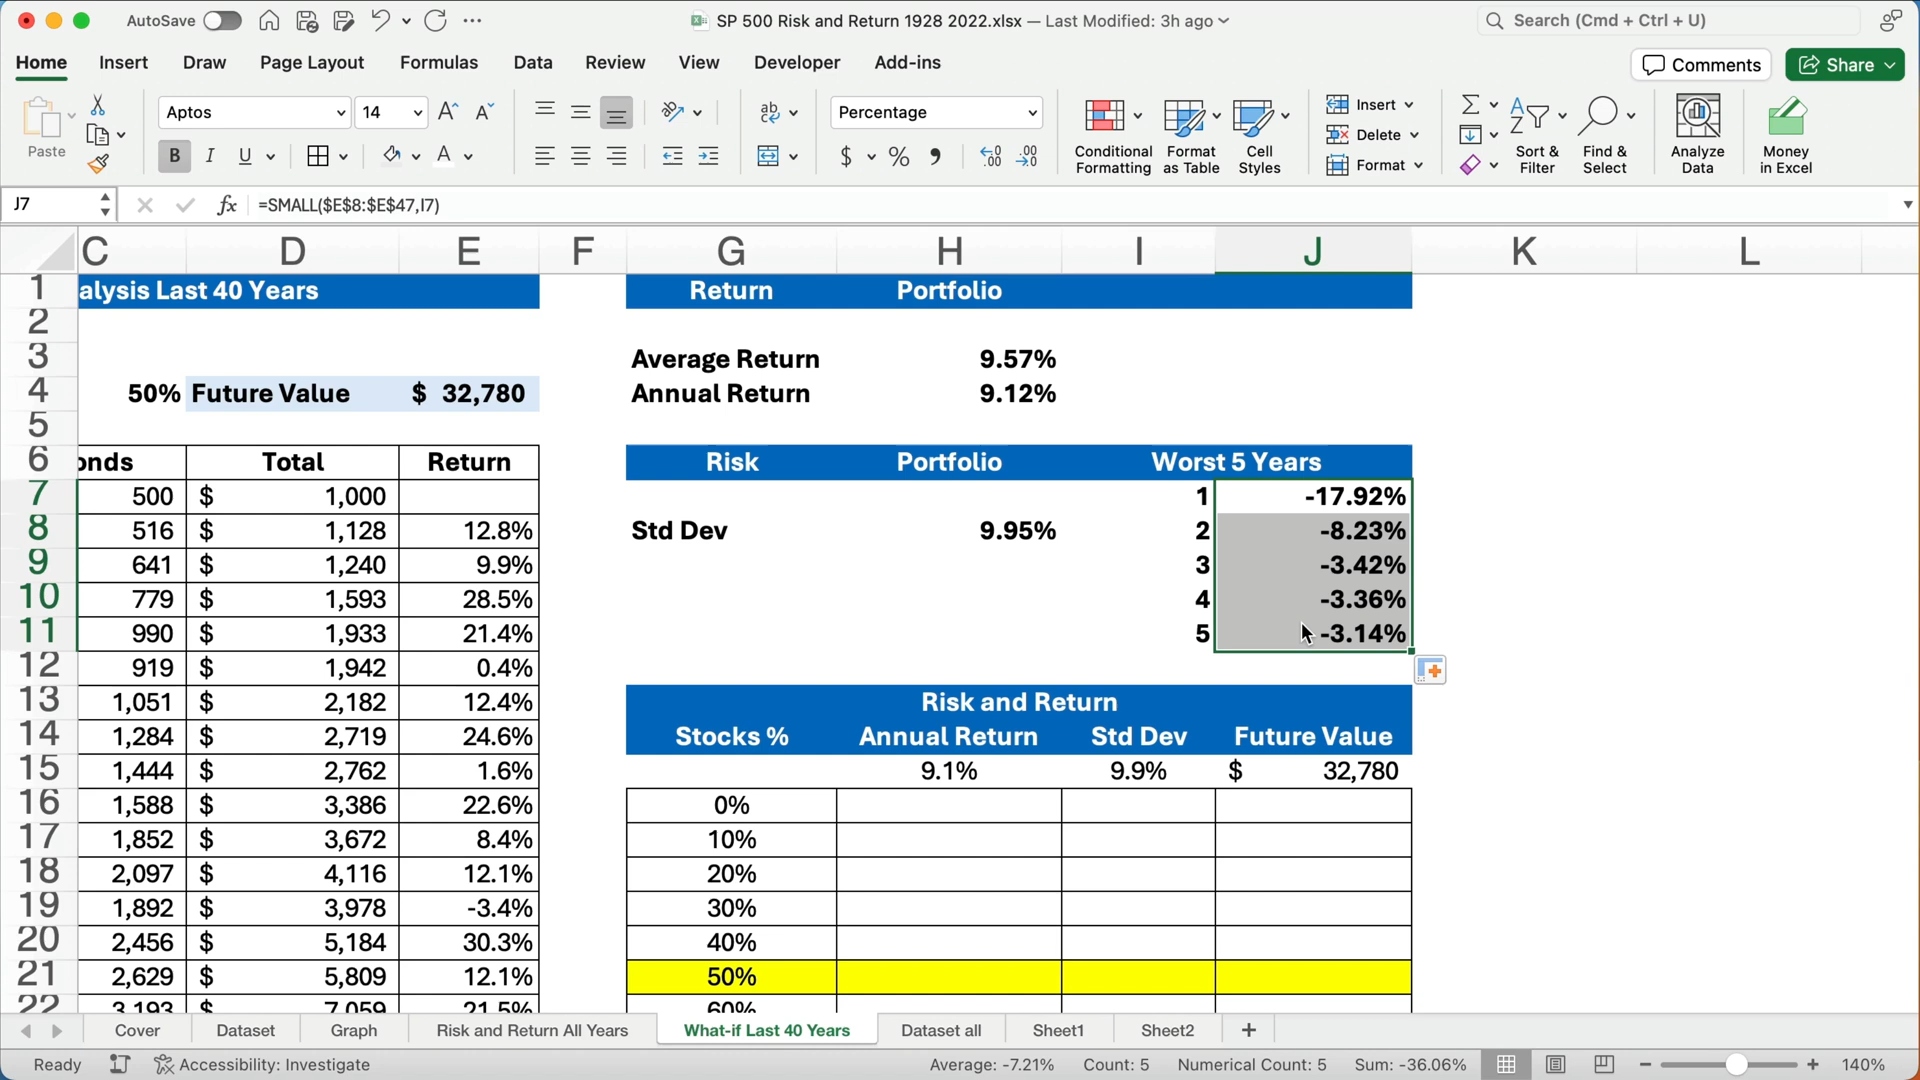 AutoSave
SP 500 Risk and Return 1928 2022.xlsx — Last Modified: 3h ago
Search (Cmd + Ctrl + U)
Home Insert Draw Page Layout Formulas Data Review View Developer Add-ins
Comments Share
Paste
Aptos 14
B I U
A
Percentage
$ % 
Conditional Formatting
Format as Table
Cell Styles
Insert
Delete
Format
Sort & Filter
Find & Select
Analyze Data
Money in Excel
J7 fx =SMALL($E$8:$E$47,I7)
C D E F G H I J K L
1 alysis Last 40 Years Return Portfolio
2
3 Average Return 9.57%
4 50% Future Value $ 32,780 Annual Return 9.12%
5
6 onds Total Return Risk Portfolio Worst 5 Years
7 500 $ 1,000 1 -17.92%
8 516 $ 1,128 12.8% Std Dev 9.95% 2 -8.23%
9 641 $ 1,240 9.9% 3 -3.42%
10 779 $ 1,593 28.5% 4 -3.36%
11 990 $ 1,933 21.4% 5 -3.14%
12 919 $ 1,942 0.4%
13 1,051 $ 2,182 12.4% Risk and Return
14 1,284 $ 2,719 24.6% Stocks % Annual Return Std Dev Future Value
15 1,444 $ 2,762 1.6% 9.1% 9.9% $ 32,780
16 1,588 $ 3,386 22.6% 0%
17 1,852 $ 3,672 8.4% 10%
18 2,097 $ 4,116 12.1% 20%
19 1,892 $ 3,978 -3.4% 30%
20 2,456 $ 5,184 30.3% 40%
21 2,629 $ 5,809 12.1% 50%
22 3,193 $ 7,059 21.5% 60%
Cover Dataset Graph Risk and Return All Years What-if Last 40 Years Dataset all Sheet1 Sheet2 +
Ready Accessibility: Investigate Average: -7.21% Count: 5 Numerical Count: 5 Sum: -36.06% 140%